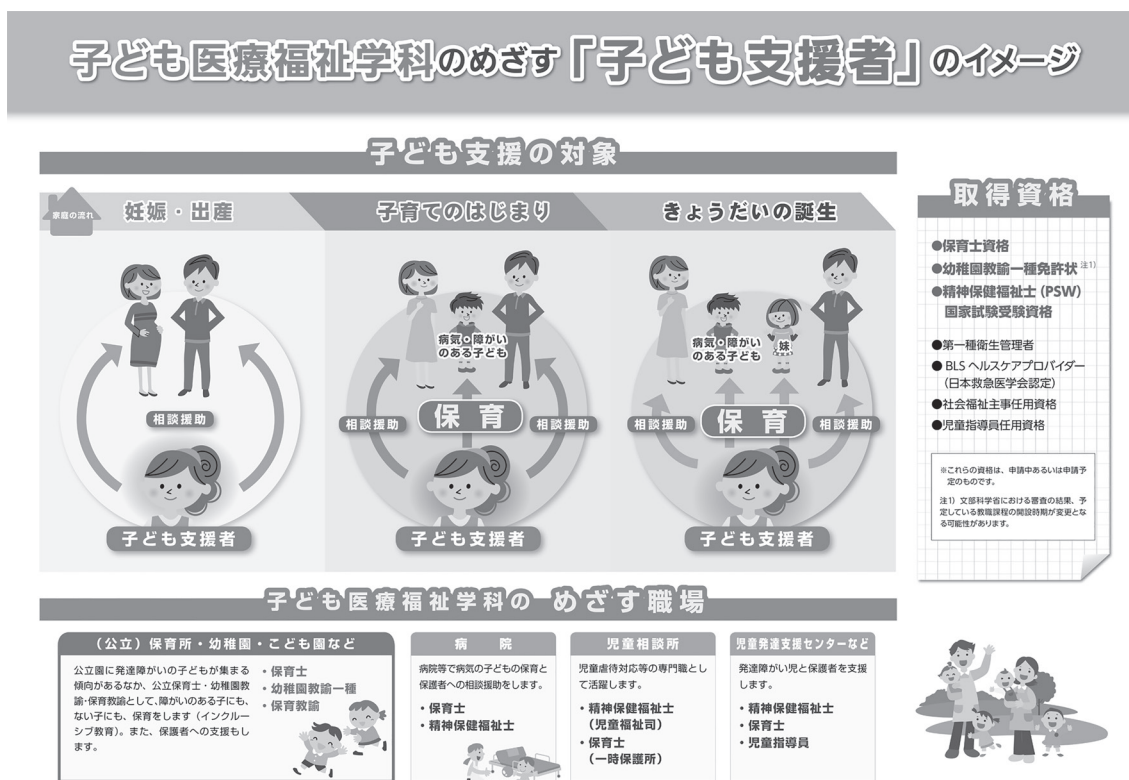 子ども医療福祉学科のめざす「子ども支援者」のイメージ
子ども支援の対象
家庭の流れ
妊娠・出産
子育てのはじまり
きょうだいの誕生
相談援助
子ども支援者
病気・障がい
のある子ども
相談援助
保育
相談援助
子ども支援者
病気・障がい
のある子ども
妹
相談援助
保育
相談援助
子ども支援者
取得資格
●保育士資格
●幼稚園教諭一種免許状 注1)
●精神保健福祉士 (PSW)
国家試験受験資格
●第一種衛生管理者
●BLS ヘルスケアプロバイダー
(日本救急医学会認定)
●社会福祉主事任用資格
●児童指導員任用資格
※これらの資格は、申請中あるいは申請予
定のものです。
注1) 文部科学省における審査の結果、予
定している教職課程の開設時期が変更とな
る可能性があります。
子ども医療福祉学科の めざす職場
(公立) 保育所・幼稚園・こども園など
公立園に発達障がいの子どもが集まる
傾向があるなか、公立保育士・幼稚園教
諭・保育教諭として、障がいのある子にも、
ない子にも、保育をします（インクルー
シブ教育）。また、保護者への支援もし
ます。
・保育士
・幼稚園教諭一種
・保育教諭
病院
病院等で病気の子どもの保育と
保護者への相談援助をします。
・保育士
・精神保健福祉士
児童相談所
児童虐待対応等の専門職とし
て活躍します。
・精神保健福祉士
(児童福祉司)
・保育士
(一時保護所)
児童発達支援センターなど
発達障がい児と保護者を支援
します。
・精神保健福祉士
・保育士
・児童指導員